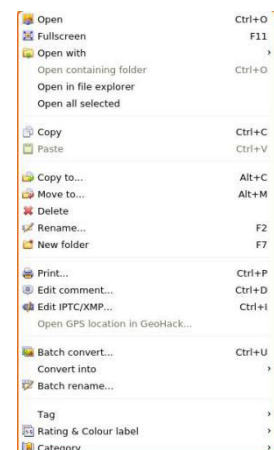 Open Ctrl+O
Fullscreen F11
Open with
Open containing folder Ctrl+O
Open in file explorer
Open all selected
Copy Ctrl+C
Paste Ctrl+V
Copy to... Alt+C
Move to... Alt+M
Delete
Rename... F2
New folder F7
Print... Ctrl+P
Edit comment... Ctrl+D
Edit IPTC/XMP... Ctrl+I
Open GPS location in GeoHack...
Batch convert... Ctrl+U
Convert into
Batch rename...
Tag
Rating & Colour label
Category